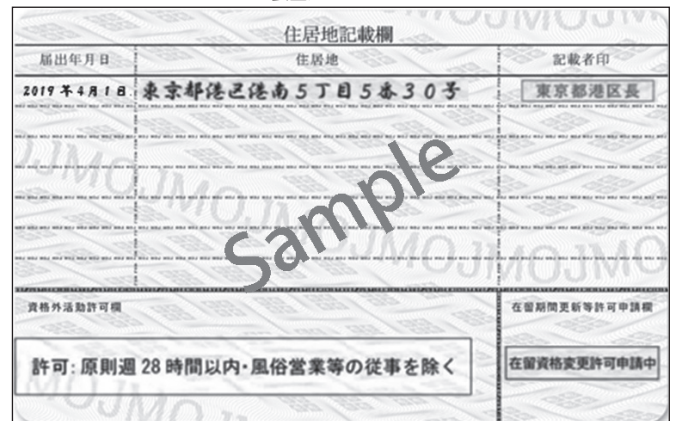 住居地記載欄
届出年月日 住居地 記載者印
2019年4月1日 東京都港区港南5丁目5番30号 東京都港区長
Sample
MOJMOJMO
資格外活動許可欄 在留期間更新等許可申請欄
許可:原則週28時間以内・風俗営業等の従事を除く 在留資格変更許可申請中